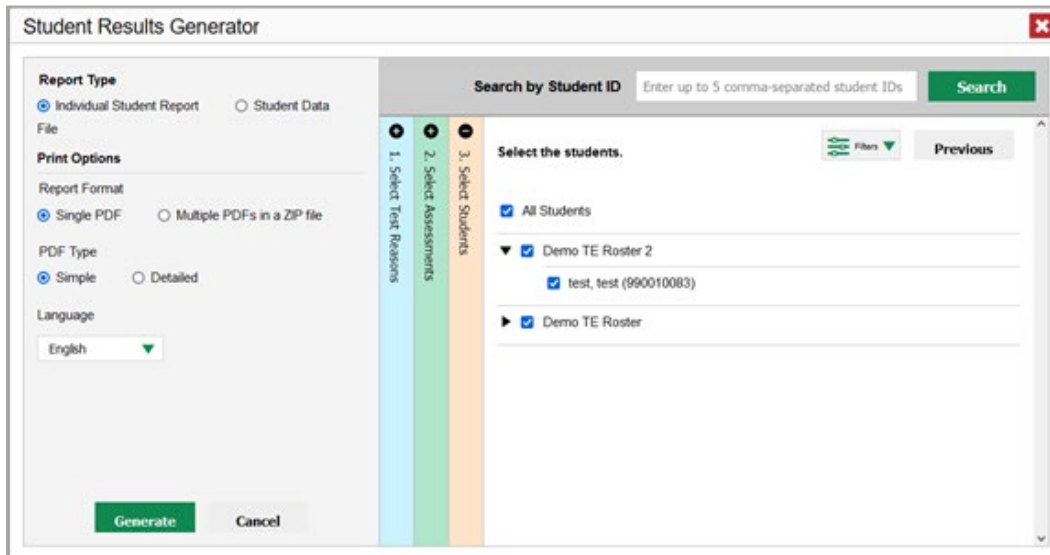 Student Results Generator
Report Type
Individual Student Report
Student Data
File
Print Options
Report Format
Single PDF
Multiple PDFs in a ZIP file
PDF Type
Simple
Detailed
Language
English
Generate
Cancel
Search by Student ID
Enter up to 5 comma-separated student IDs
Search
1. Select Test Reasons
2. Select Assessments
3. Select Students
Select the students.
Filters
Previous
All Students
Demo TE Roster 2
test, test (990010083)
Demo TE Roster